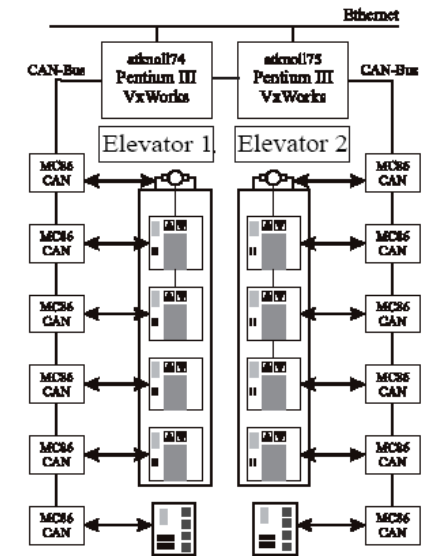 Ethernet
atknoll74
Pentium III
VxWorks
atknoll75
Pentium III
VxWorks
CAN-Bus
CAN-Bus
Elevator 1,
Elevator 2
MC86
CAN
MC86
CAN
MC86
CAN
MC86
CAN
MC86
CAN
MC86
CAN
MC86
CAN
MC86
CAN
MC86
CAN
MC86
CAN
MC86
CAN
MC86
CAN